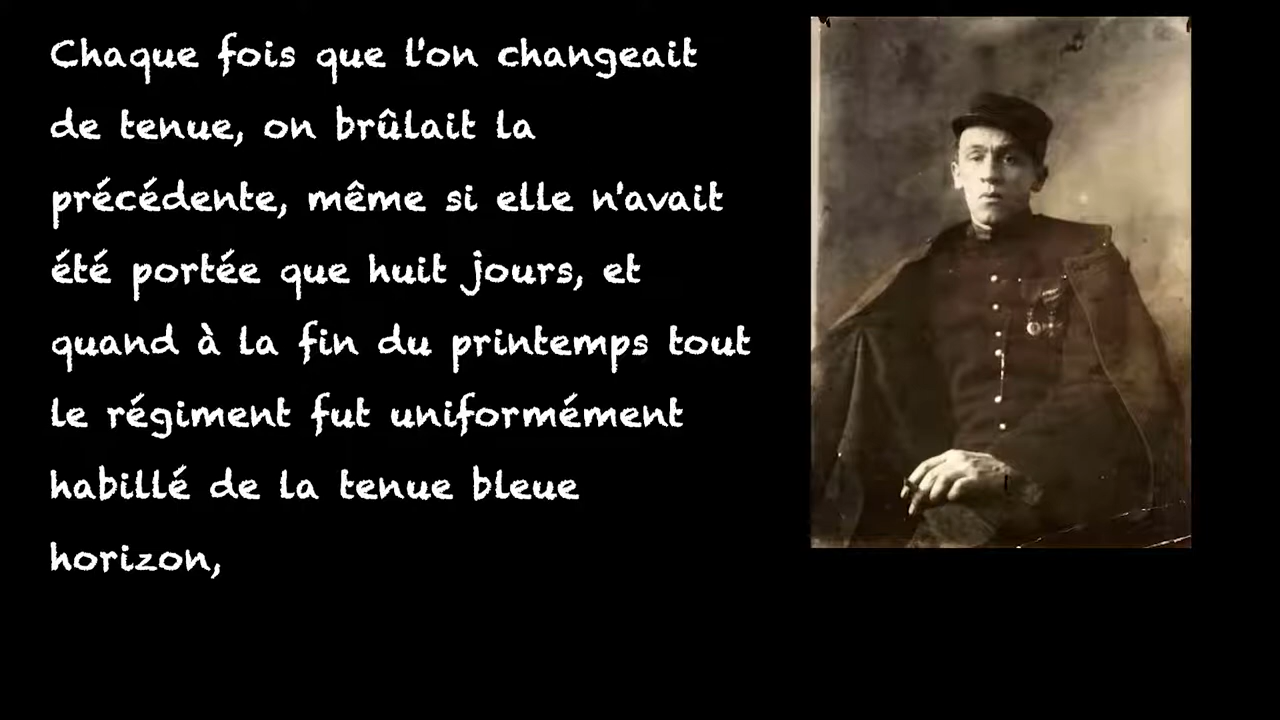 Chaque fois que l'on changeait
de tenue, on brûlait la
précédente, même si elle n'avait
été portée que huit jours, et
quand à la fin du printemps tout
le régiment fut uniformément
habillé de la tenue bleue
horizon,